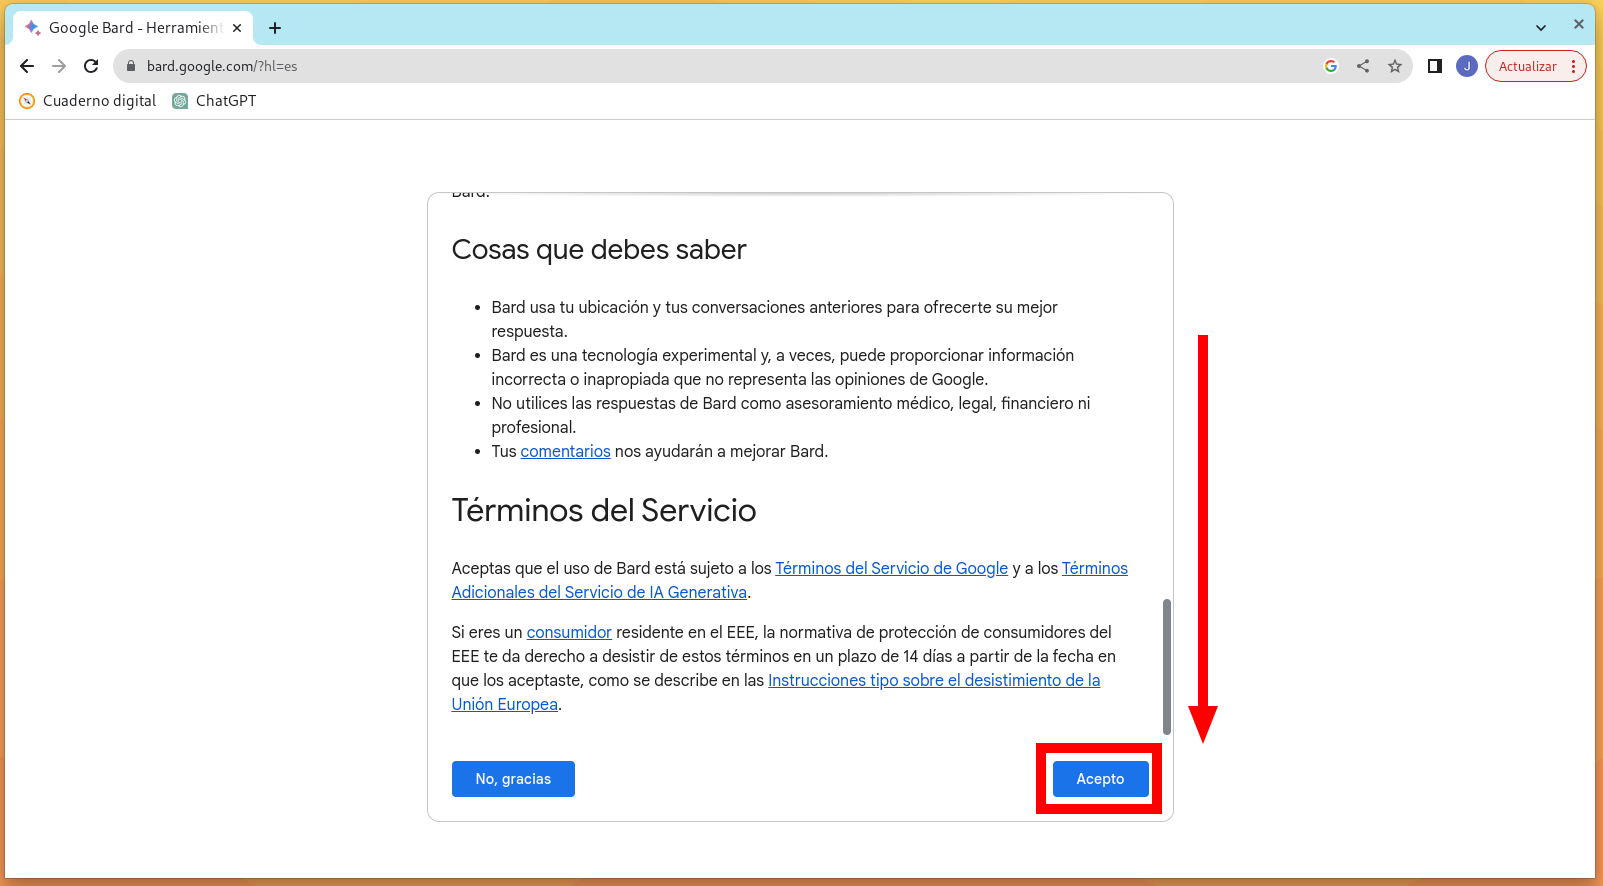 Google Bard - Herramient
bard.google.com/?hl=es
J
Actualizar
Cuaderno digital
ChatGPT
Bard.
Cosas que debes saber
Bard usa tu ubicación y tus conversaciones anteriores para ofrecerte su mejor
respuesta.
Bard es una tecnología experimental y, a veces, puede proporcionar información
incorrecta o inapropiada que no representa las opiniones de Google.
No utilices las respuestas de Bard como asesoramiento médico, legal, financiero ni
profesional.
Tus comentarios nos ayudarán a mejorar Bard.
Términos del Servicio
Aceptas que el uso de Bard está sujeto a los Términos del Servicio de Google y a los Términos
Adicionales del Servicio de IA Generativa.
Si eres un consumidor residente en el EEE, la normativa de protección de consumidores del
EEE te da derecho a desistir de estos términos en un plazo de 14 días a partir de la fecha en
que los aceptaste, como se describe en las Instrucciones tipo sobre el desistimiento de la
Unión Europea.
No, gracias
Acepto